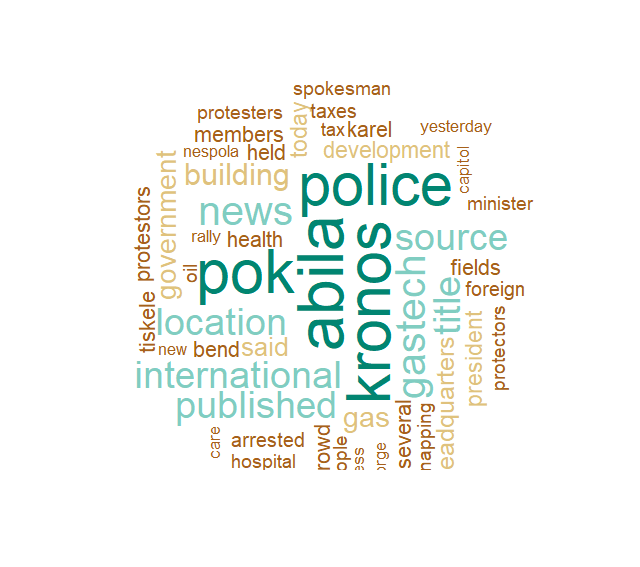 spokesman
protesters
taxes
members
today
tax
karel
yesterday
nespola
held
development
capitol
building
police
minister
government
protestors
news
abila
kronos
source
rally
health
oil
pok
gastech
fields
title
foreign
location
tiskele
new
bend
said
president
protectors
international
published
gas
eadquarters
several
napping
care
arrested
rowd
ople
ess
orge
hospital